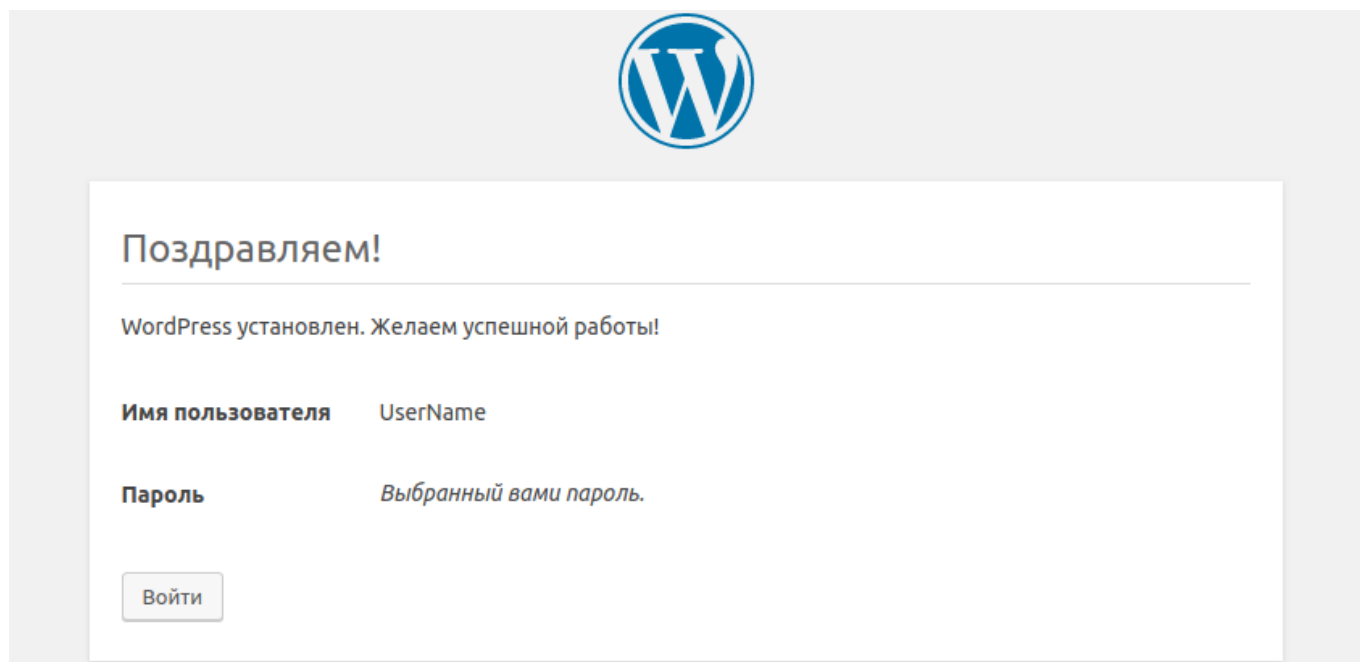 Поздравляем!
WordPress установлен. Желаем успешной работы!
Имя пользователя UserName
Пароль Выбранный вами пароль.
Войти